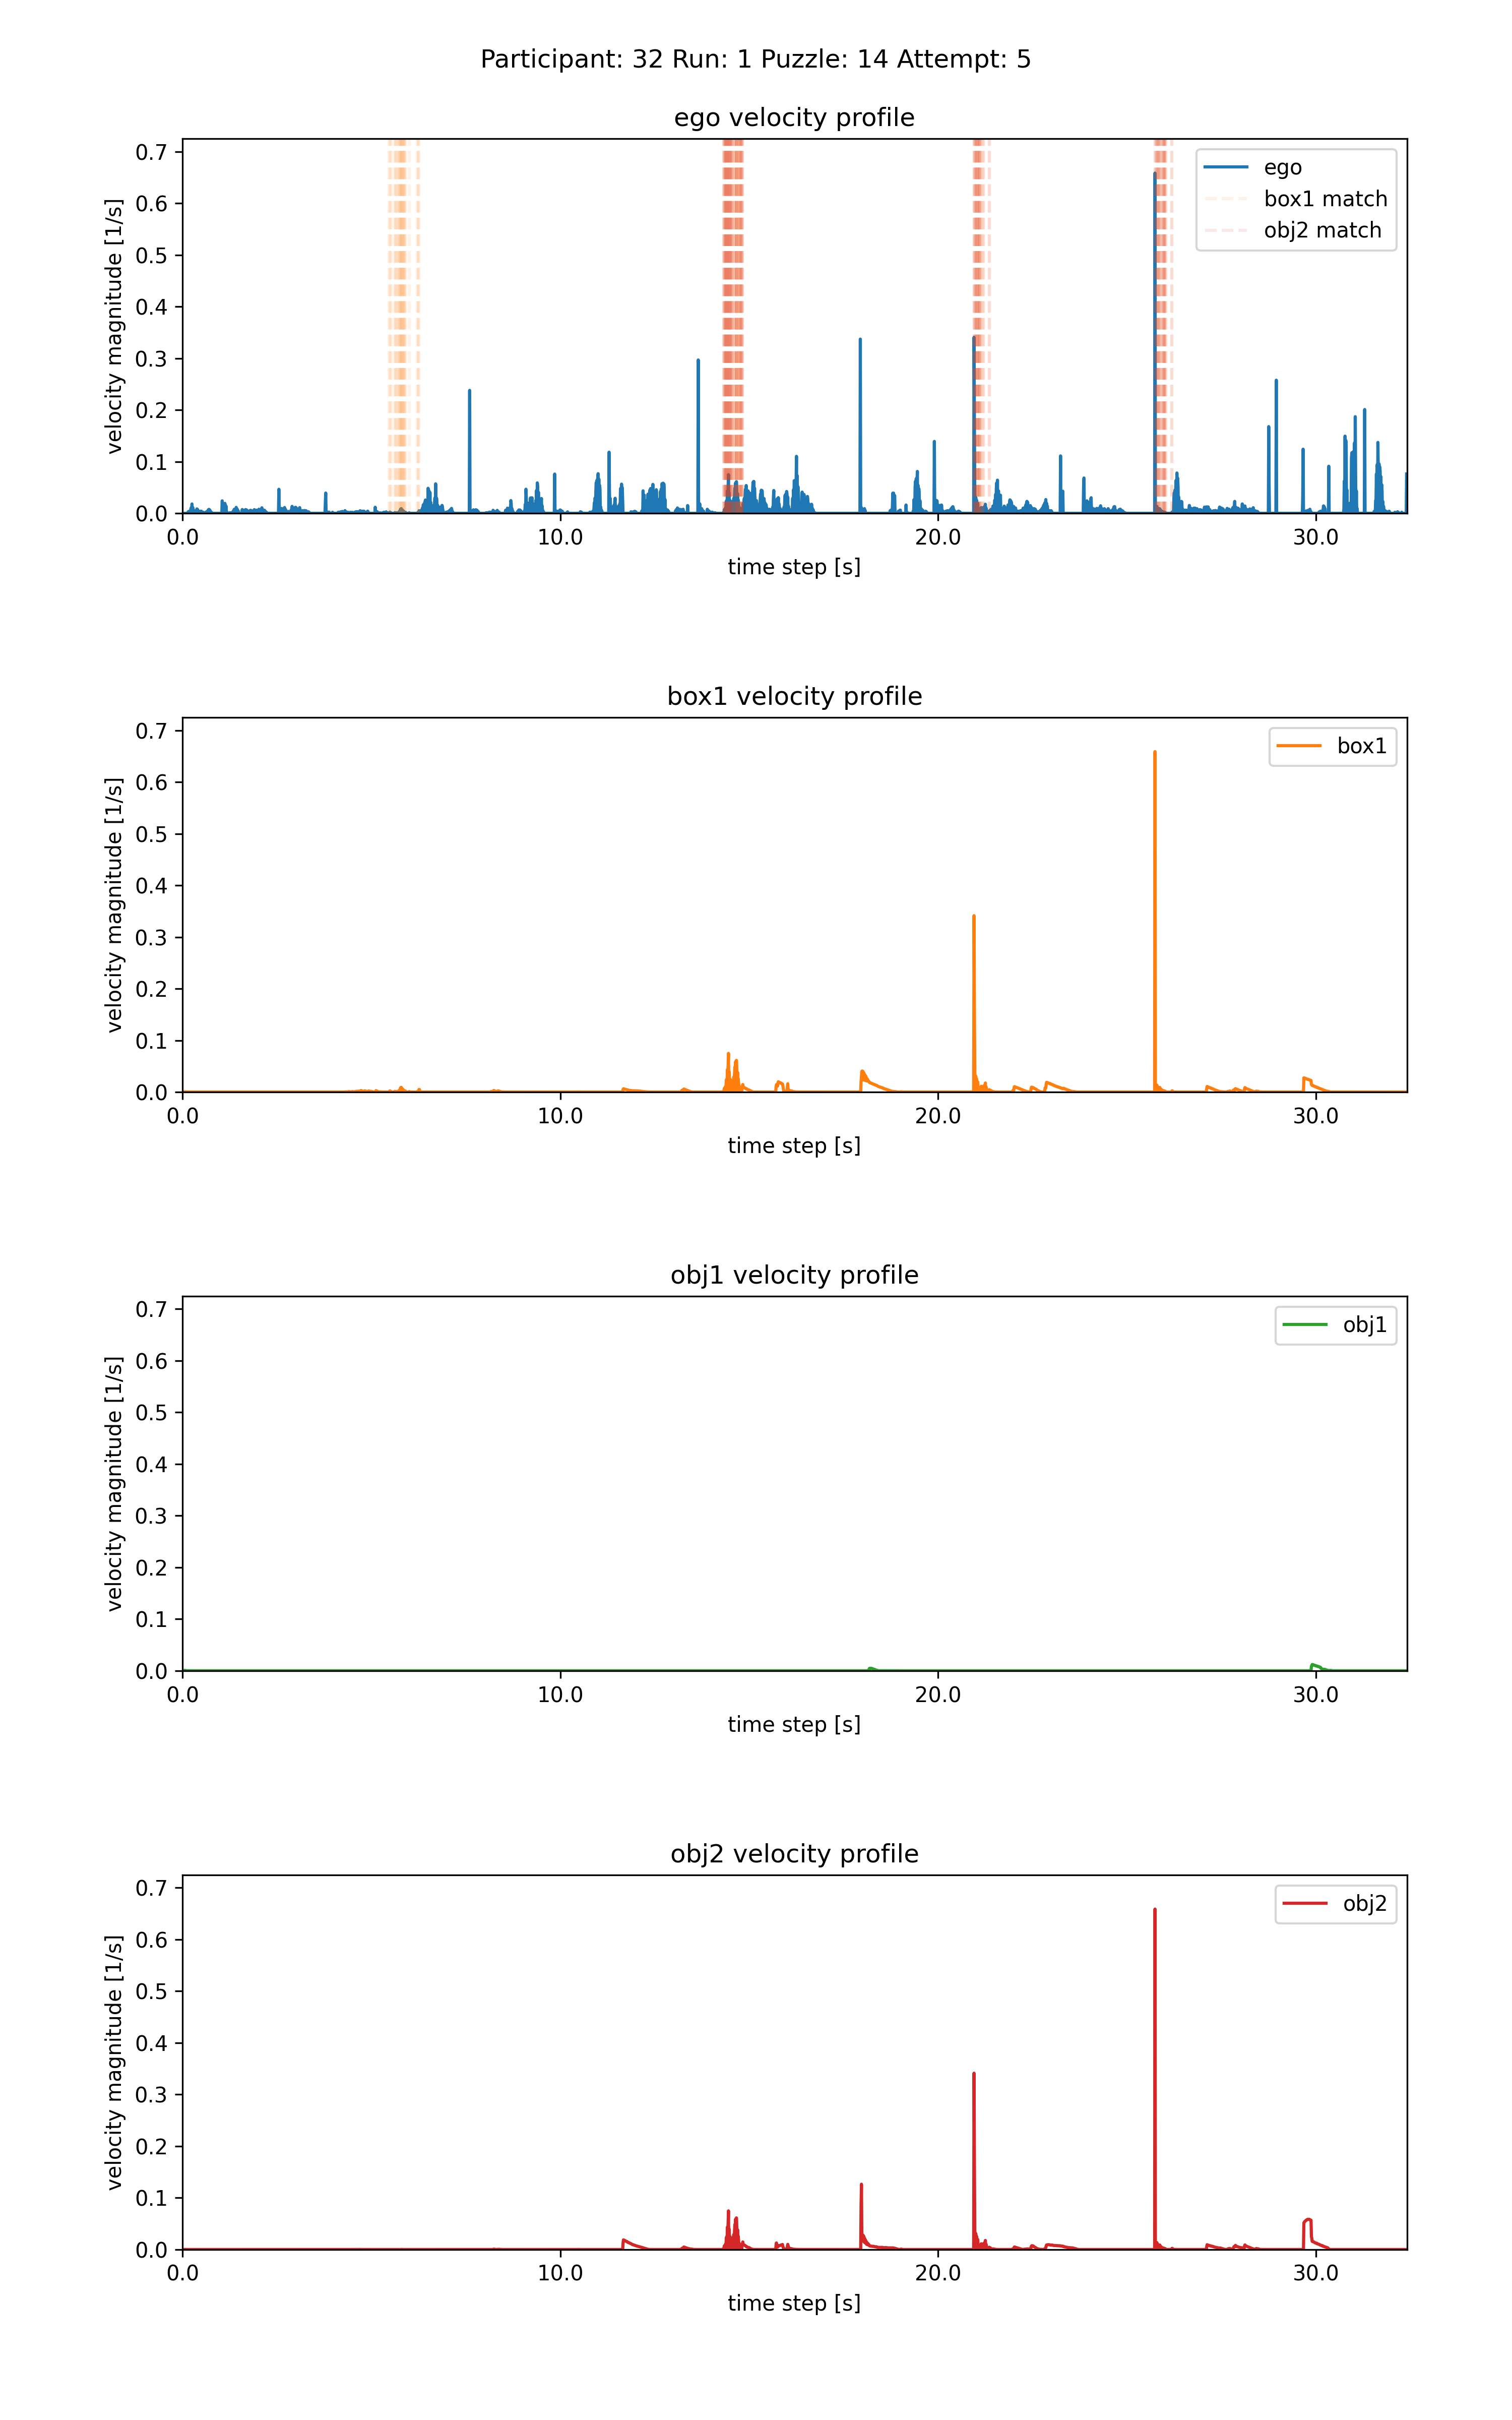 Participant: 32 Run: 1 Puzzle: 14 Attempt: 5
ego velocity profile
velocity magnitude [1/s]
0.7
0.6
0.5
0.4
0.3
0.2
0.1
0.0
ego
box1 match
obj2 match
0.0 10.0 20.0 30.0
time step [s]
box1 velocity profile
velocity magnitude [1/s]
0.7
0.6
0.5
0.4
0.3
0.2
0.1
0.0
box1
0.0 10.0 20.0 30.0
time step [s]
obj1 velocity profile
velocity magnitude [1/s]
0.7
0.6
0.5
0.4
0.3
0.2
0.1
0.0
obj1
0.0 10.0 20.0 30.0
time step [s]
obj2 velocity profile
velocity magnitude [1/s]
0.7
0.6
0.5
0.4
0.3
0.2
0.1
0.0
obj2
0.0 10.0 20.0 30.0
time step [s]